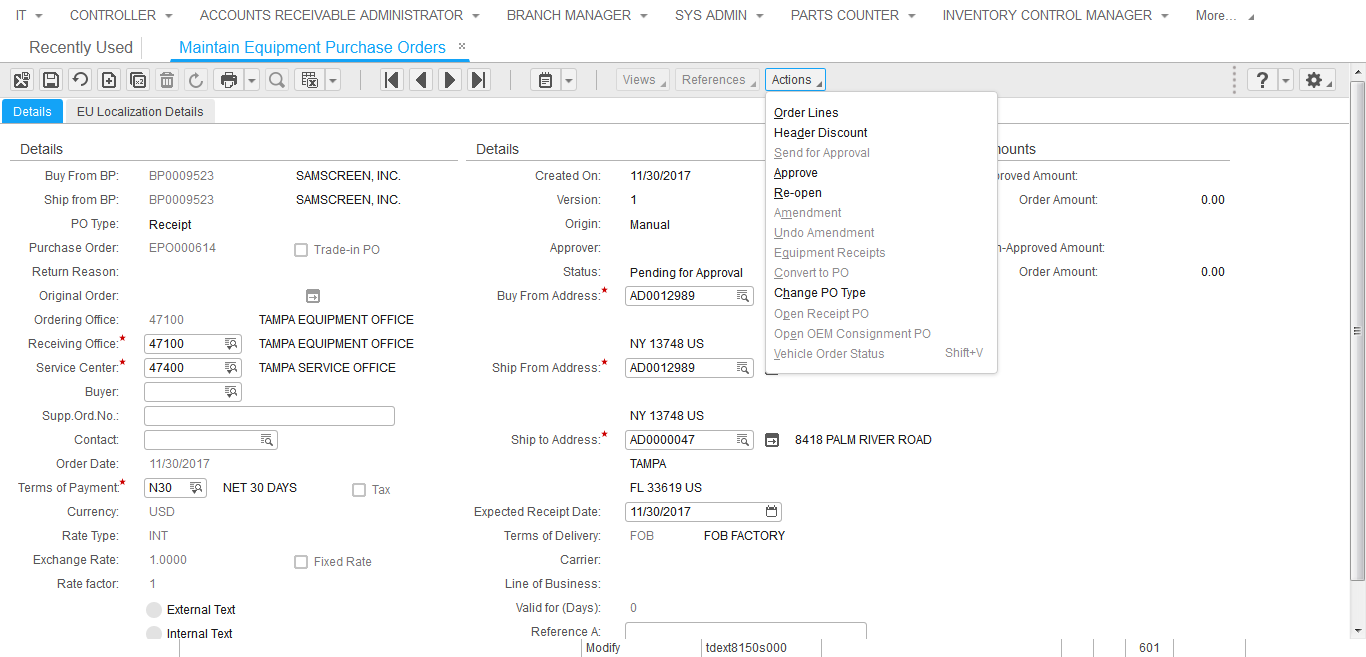 IT CONTROLLER ACCOUNTS RECEIVABLE ADMINISTRATOR BRANCH MANAGER SYS ADMIN PARTS COUNTER INVENTORY CONTROL MANAGER More...
Recently Used Maintain Equipment Purchase Orders ×
Views References Actions ?
Details EU Localization Details
Order Lines
Header Discount
Send for Approval
Approve
Re-open
Amendment
Undo Amendment
Equipment Receipts
Convert to PO
Change PO Type
Open Receipt PO
Open OEM Consignment PO
Vehicle Order Status Shift+V
Details
Buy From BP: BP0009523 SAMSCREEN, INC.
Ship from BP: BP0009523 SAMSCREEN, INC.
PO Type: Receipt
Purchase Order: EPO000614 Trade-in PO
Return Reason:
Original Order:
Ordering Office: 47100 TAMPA EQUIPMENT OFFICE
Receiving Office:* 47100 TAMPA EQUIPMENT OFFICE
Service Center:* 47400 TAMPA SERVICE OFFICE
Buyer:
Supp.Ord.No.:
Contact:
Order Date: 11/30/2017
Terms of Payment:* N30 NET 30 DAYS Tax
Currency: USD
Rate Type: INT
Exchange Rate: 1.0000 Fixed Rate
Rate factor: 1
External Text
Internal Text
Details
Created On: 11/30/2017
Version: 1
Origin: Manual
Approver:
Status: Pending for Approval
Buy From Address:* AD0012989
NY 13748 US
Ship From Address:* AD0012989
NY 13748 US
Ship to Address:* AD0000047 8418 PALM RIVER ROAD
TAMPA
FL 33619 US
Expected Receipt Date: 11/30/2017
Terms of Delivery: FOB FOB FACTORY
Carrier:
Line of Business:
Valid for (Days): 0
Reference A:
ounts
roved Amount:
Order Amount: 0.00
n-Approved Amount:
Order Amount: 0.00
Modify tdext8150s000 601